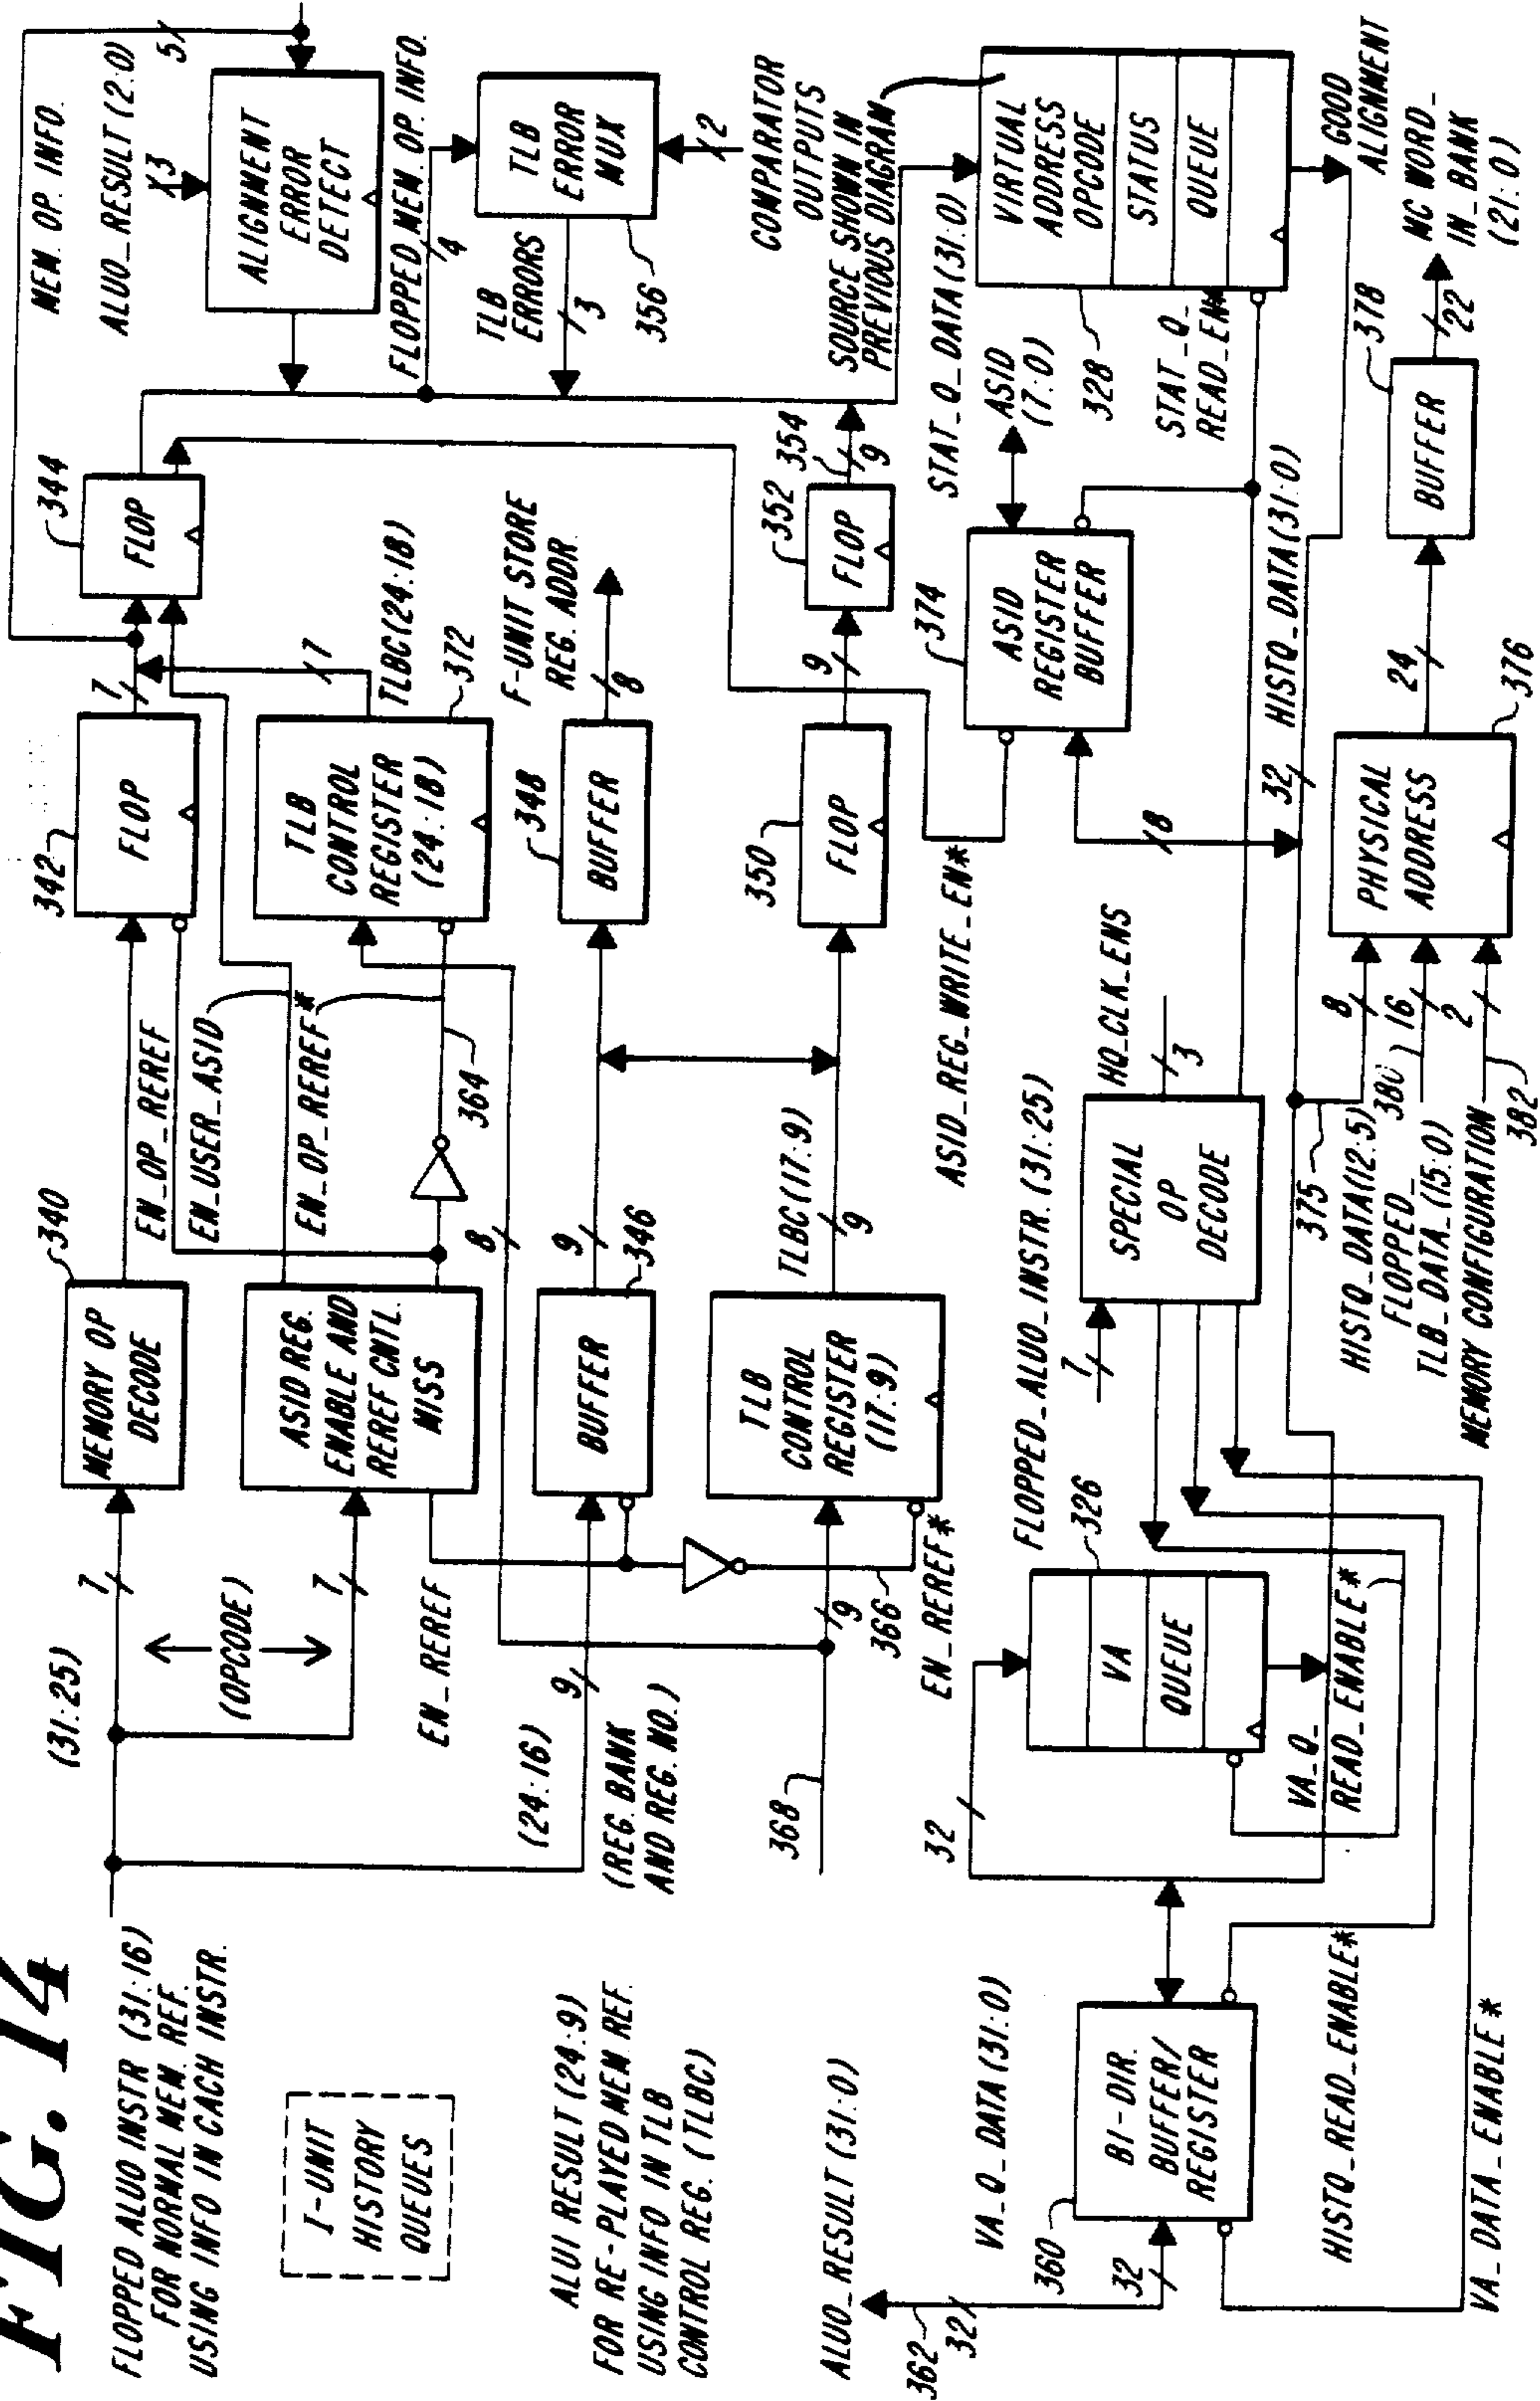 FIG. 14
FLOPPED ALU0 INSTR (31:16)
FOR NORMAL MEM. REF.
USING INFO IN CACH INSTR.
I-UNIT
HISTORY
QUEUES
ALUI RESULT (24:9)
FOR RE-PLAYED MEM. REF.
USING INFO IN TLB
CONTROL REG. (TLBC)
(31:25)
7
(OPCODE)
7
340
MEMORY OP
DECODE
EN_OP_REREF
EN_USER_ASID
EN_OP_REREF*
ASID REG.
ENABLE AND
REREF CNTL.
MISS
364
342
FLOP
7
344
FLOP
MEM. OP. INFO.
5
ALU0_RESULT (2:0)
3
ALIGNMENT
ERROR
DETECT
FLOPPED MEM. OP. INFO.
4
TLB
ERROR
MUX
TLB
ERRORS
3
356
2
COMPARATOR
OUTPUTS
SOURCE SHOWN IN
PREVIOUS DIAGRAM
TLB
CONTROL
REGISTER
(24:18)
7
TLBC (24:18)
372
8
EN_REREF
(24:16)
9
(REG. BANK
AND REG. NO.)
BUFFER
9
346
348
BUFFER
8
F-UNIT STORE
REG. ADDR.
368
9
366
EN_REREF*
TLB
CONTROL
REGISTER
(17:9)
TLBC (17:9)
9
350
FLOP
9
352
FLOP
354
9
ASID_REG_WRITE_EN*
374
ASID
REGISTER
BUFFER
ASID
(7:0)
8
STAT_Q_DATA (31:0)
328
VIRTUAL
ADDRESS
OPCODE
STATUS
QUEUE
STAT_Q_
READ_EN*
GOOD
ALIGNMENT
ALU0_RESULT (31:0)
362
32
VA_Q_DATA (31:0)
360
32
BI-DIR.
BUFFER/
REGISTER
HISTQ_READ_ENABLE*
VA_DATA_ENABLE*
32
326
VA
QUEUE
VA_Q_
READ_ENABLE*
FLOPPED_ALU0_INSTR. (31:25)
7
SPECIAL
OP
DECODE
HQ_CLK_ENS
3
HISTQ_DATA (31:0)
32
375
HISTQ_DATA (12:5)
8
380
FLOPPED_
TLB_DATA_(15:0)
16
MEMORY CONFIGURATION
2
382
PHYSICAL
ADDRESS
376
24
BUFFER
378
22
MC WORD_
IN_BANK
(21:0)